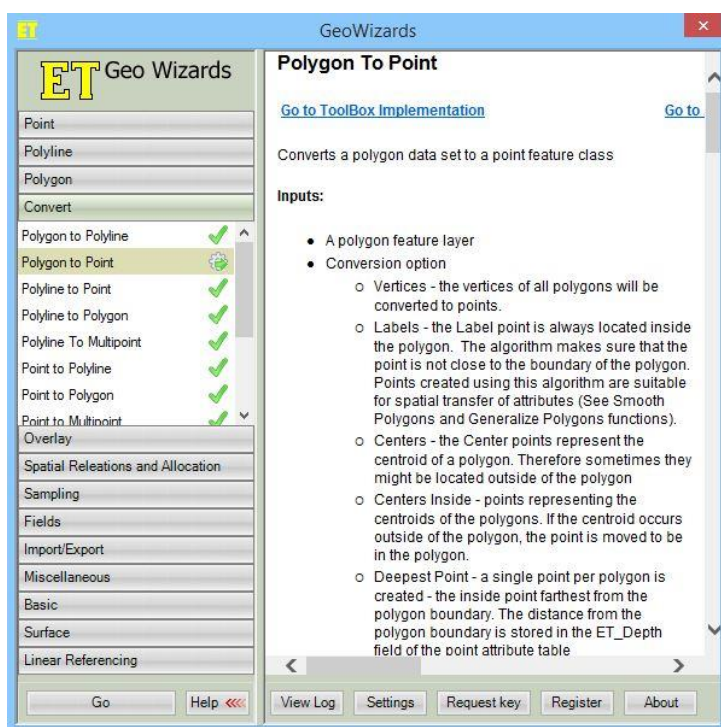 ET
GeoWizards
×
ET Geo Wizards
Point
Polyline
Polygon
Convert
Polygon to Polyline
Polygon to Point
Polyline to Point
Polyline to Polygon
Polyline To Multipoint
Point to Polyline
Point to Polygon
Point to Multipoint
Overlay
Spatial Releations and Allocation
Sampling
Fields
Import/Export
Miscellaneous
Basic
Surface
Linear Referencing
Go
Help <<<
Polygon To Point
Go to ToolBox Implementation
Go to
Converts a polygon data set to a point feature class
Inputs:
• A polygon feature layer
• Conversion option
o Vertices - the vertices of all polygons will be
converted to points.
o Labels - the Label point is always located inside
the polygon. The algorithm makes sure that the
point is not close to the boundary of the polygon.
Points created using this algorithm are suitable
for spatial transfer of attributes (See Smooth
Polygons and Generalize Polygons functions).
o Centers - the Center points represent the
centroid of a polygon. Therefore sometimes they
might be located outside of the polygon
o Centers Inside - points representing the
centroids of the polygons. If the centroid occurs
outside of the polygon, the point is moved to be
in the polygon.
o Deepest Point - a single point per polygon is
created - the inside point farthest from the
polygon boundary. The distance from the
polygon boundary is stored in the ET_Depth
field of the point attribute table
View Log
Settings
Request key
Register
About